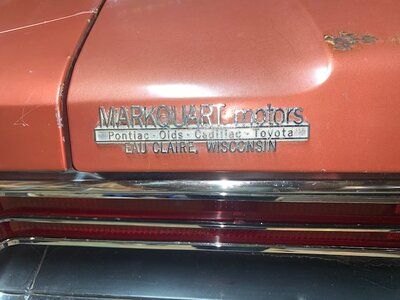 MARKQUART motors
Pontiac · Olds · Cadillac · Toyota
EAU CLAIRE, WISCONSIN